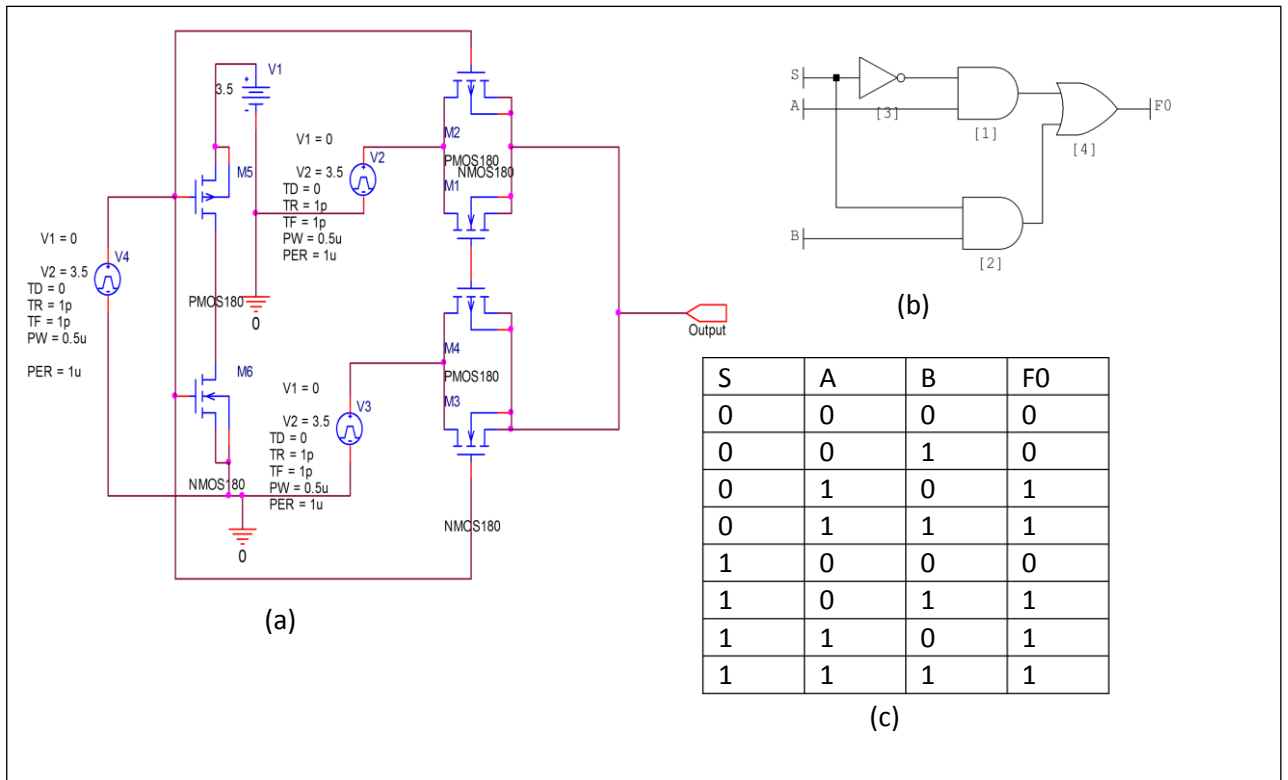 V1
3.5
M2
PMOS180
NMOS180
M1
V1 = 0
V2
V2 = 3.5
TD = 0
TR = 1p
TF = 1p
PW = 0.5u
PER = 1u
M5
V1 = 0
V4
V2 = 3.5
TD = 0
TR = 1p
TF = 1p
PW = 0.5u
PER = 1u
PMOS180
0
M6
NMOS180
V1 = 0
V3
V2 = 3.5
TD = 0
TR = 1p
TF = 1p
PW = 0.5u
PER = 1u
M4
PMOS180
M3
NMOS180
0
Output
(a)
S
A
B
[3]
[1]
[4]
[2]
F0
(b)
S A B F0
0 0 0 0
0 0 1 0
0 1 0 1
0 1 1 1
1 0 0 0
1 0 1 1
1 1 0 1
1 1 1 1
(c)